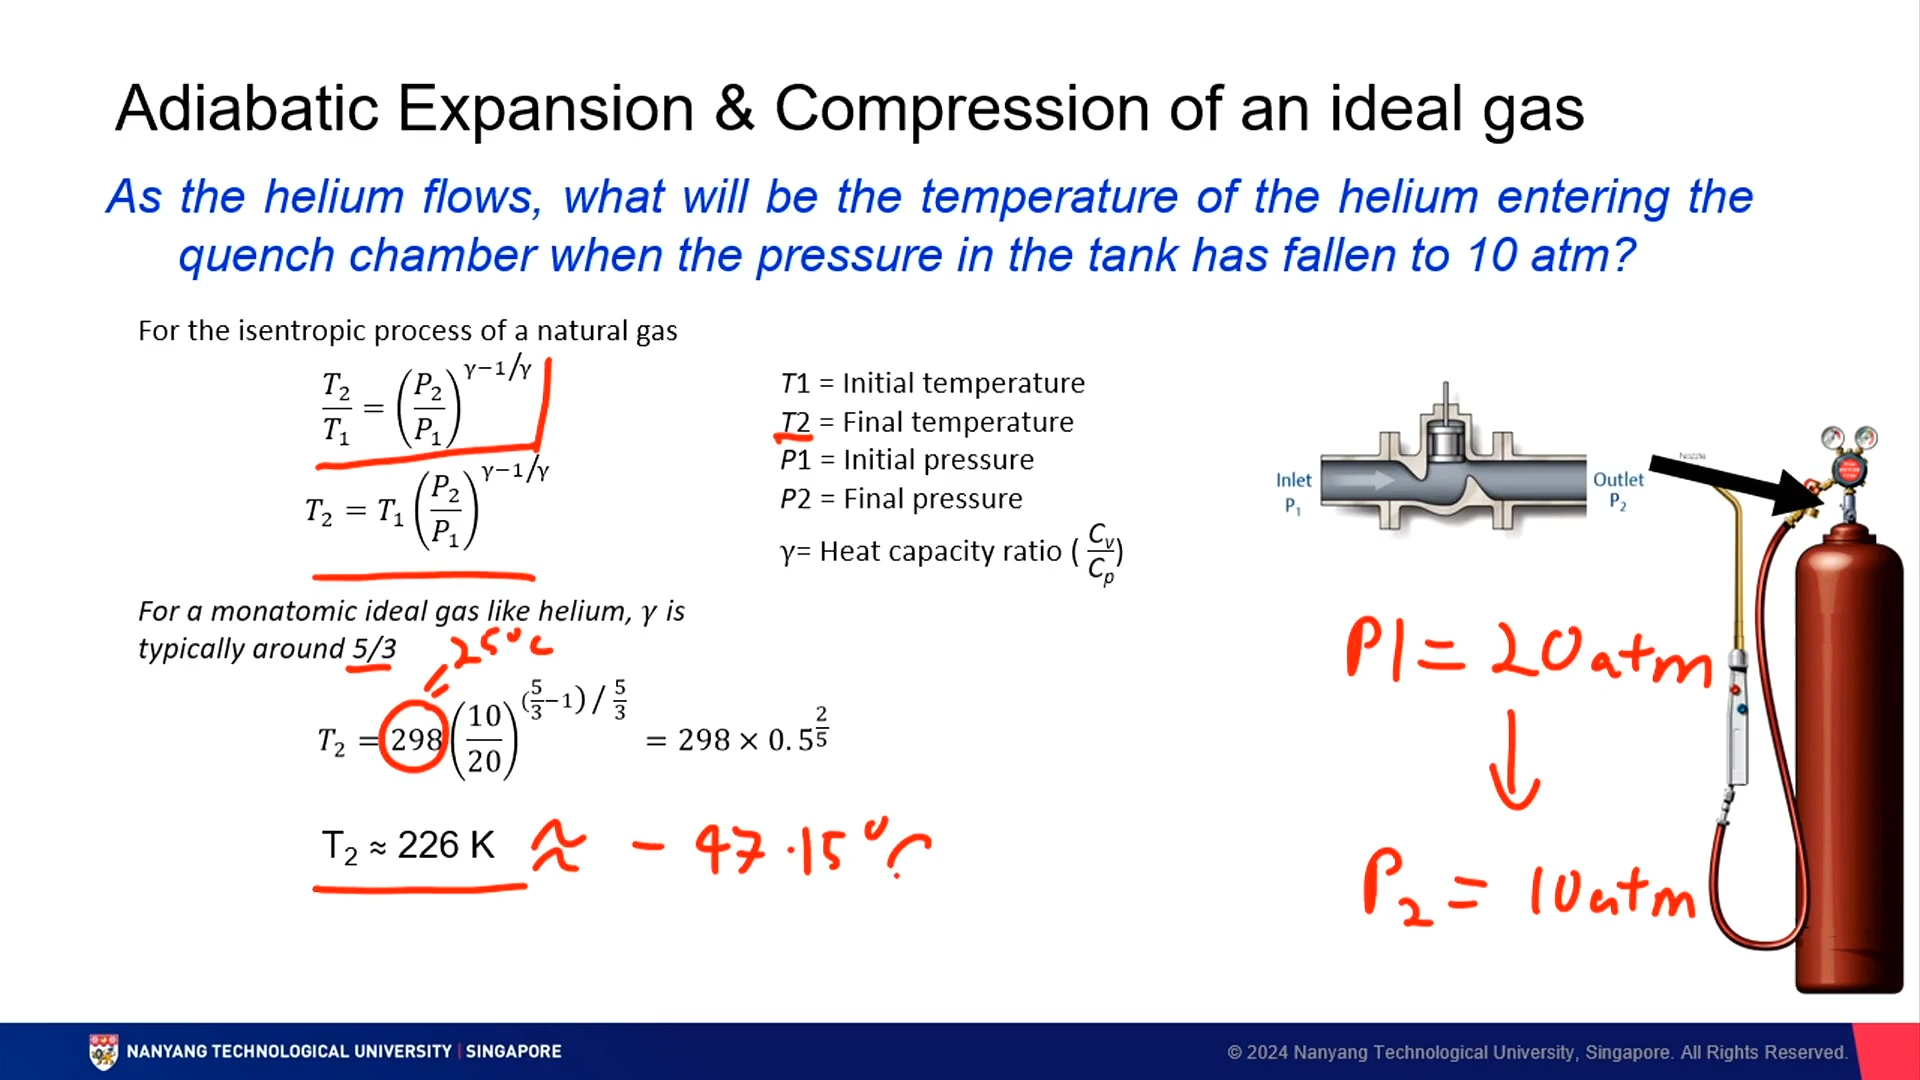 Adiabatic Expansion & Compression of an ideal gas
As the helium flows, what will be the temperature of the helium entering the
quench chamber when the pressure in the tank has fallen to 10 atm?
For the isentropic process of a natural gas
T₂/T₁ = (P₂/P₁)^γ−1/γ
T₂ = T₁ (P₂/P₁)^γ−1/γ
T1 = Initial temperature
T2 = Final temperature
P1 = Initial pressure
P2 = Final pressure
γ= Heat capacity ratio (Cᵥ/Cₚ)
Inlet
P₁
Outlet
P₂
Nozzle
For a monatomic ideal gas like helium, γ is
typically around 5/3
25°C
T₂ = 298 (10/20)^(5/3−1)/5/3 = 298 × 0.5^2/5
T₂ ≈ 226 K ≈ - 47.15°C
P1 = 20atm
↓
P₂ = 10atm
NANYANG TECHNOLOGICAL UNIVERSITY | SINGAPORE
© 2024 Nanyang Technological University, Singapore. All Rights Reserved.